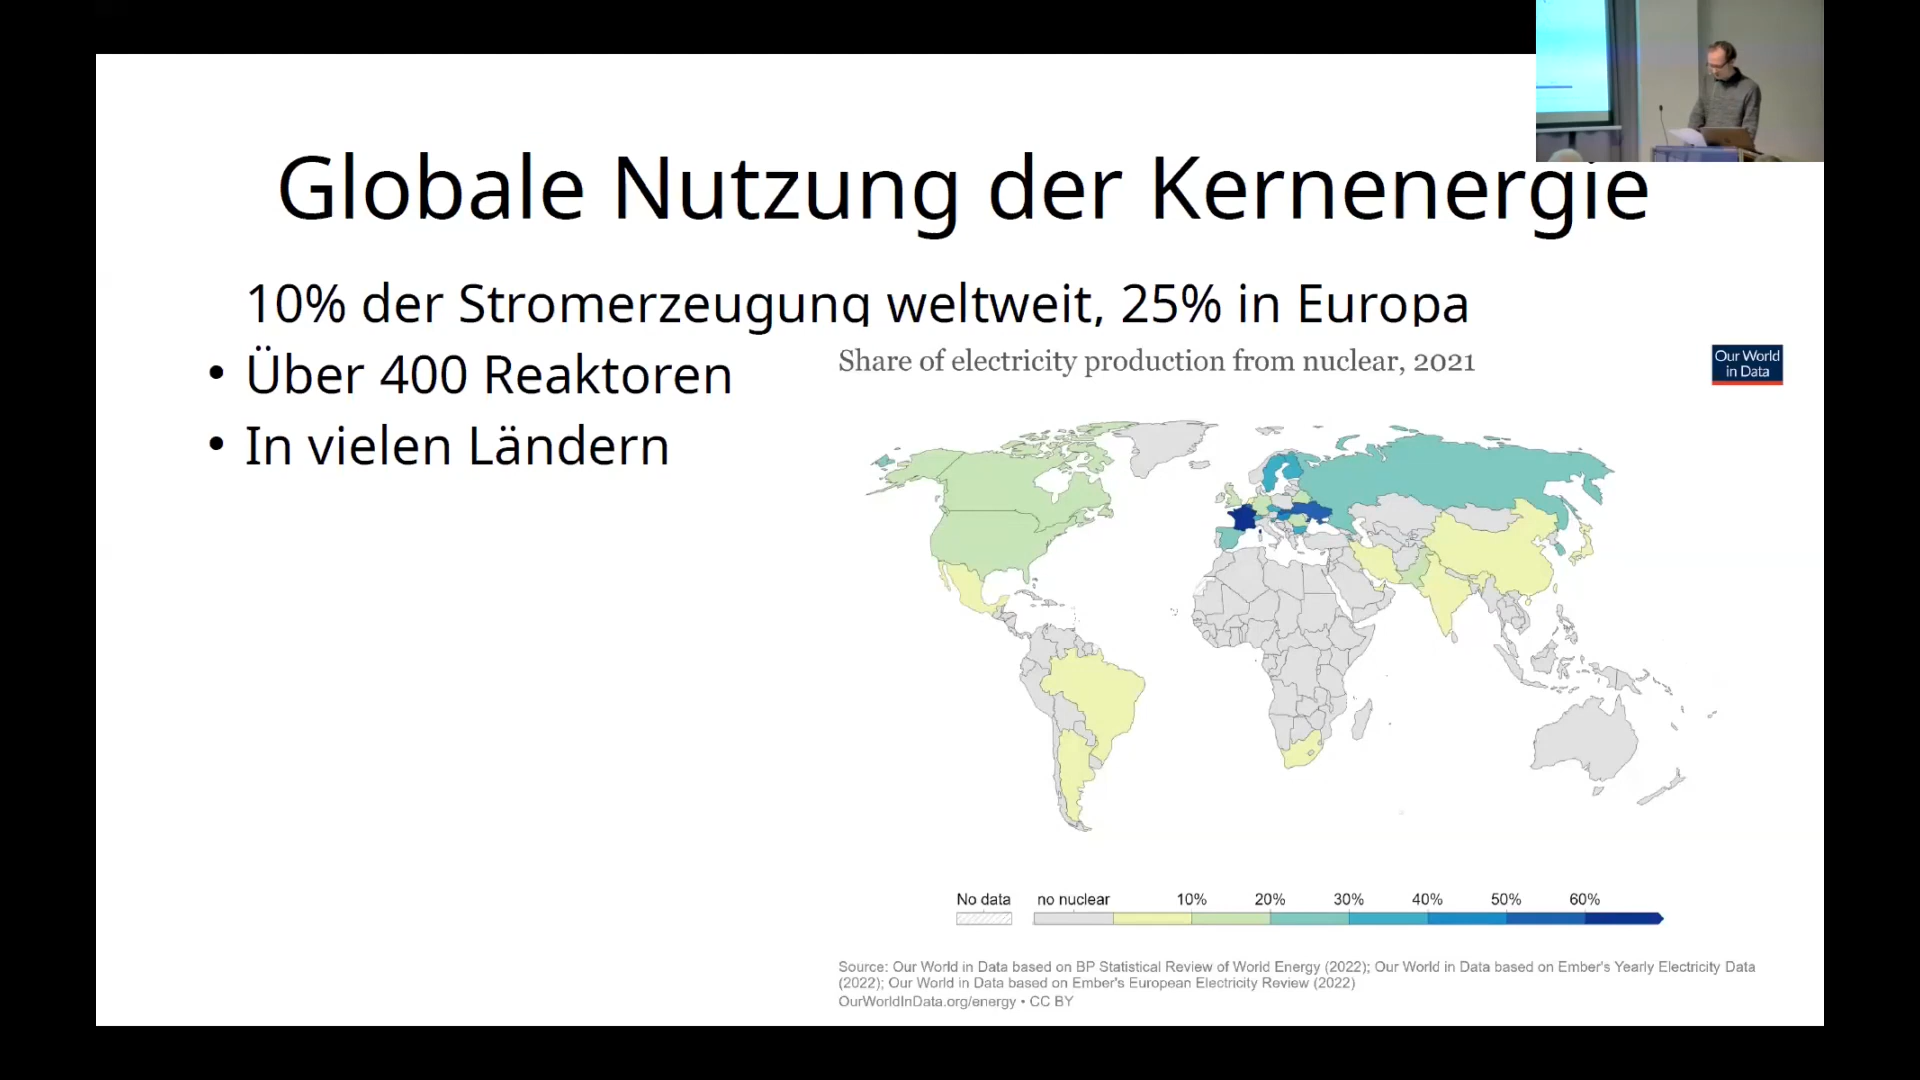 Globale Nutzung der Kernenergie
10% der Stromerzeugung weltweit, 25% in Europa
• Über 400 Reaktoren
• In vielen Ländern
Share of electricity production from nuclear, 2021
Our World
in Data
No data
no nuclear
10%
20%
30%
40%
50%
60%
Source: Our World in Data based on BP Statistical Review of World Energy (2022); Our World in Data based on Ember's Yearly Electricity Data
(2022); Our World in Data based on Ember's European Electricity Review (2022)
OurWorldInData.org/energy • CC BY